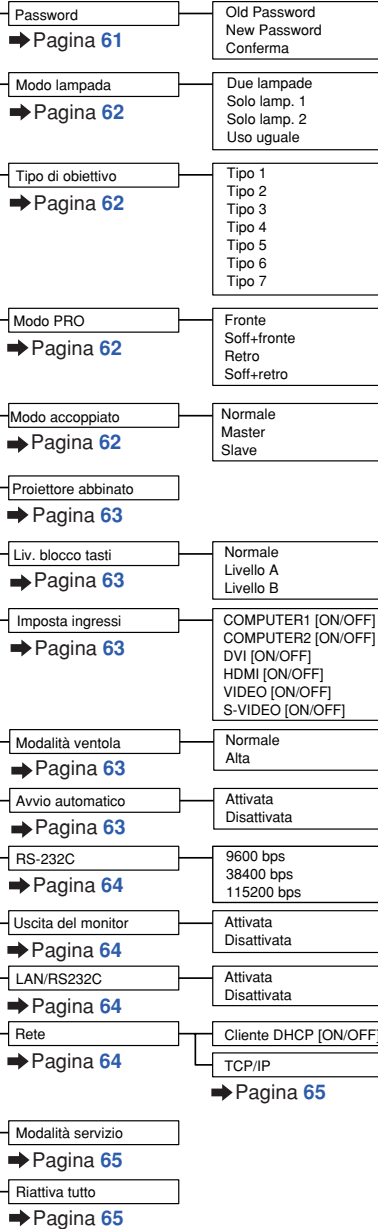 Password
➡Pagina 61
Old Password
New Password
Conferma
Modo lampada
➡Pagina 62
Due lampade
Solo lamp. 1
Solo lamp. 2
Uso uguale
Tipo di obiettivo
➡Pagina 62
Tipo 1
Tipo 2
Tipo 3
Tipo 4
Tipo 5
Tipo 6
Tipo 7
Modo PRO
➡Pagina 62
Fronte
Soff+fronte
Retro
Soff+retro
Modo accoppiato
➡Pagina 62
Normale
Master
Slave
Proiettore abbinato
➡Pagina 63
Liv. blocco tasti
➡Pagina 63
Normale
Livello A
Livello B
Imposta ingressi
➡Pagina 63
COMPUTER1 [ON/OFF]
COMPUTER2 [ON/OFF]
DVI [ON/OFF]
HDMI [ON/OFF]
VIDEO [ON/OFF]
S-VIDEO [ON/OFF]
Modalità ventola
➡Pagina 63
Normale
Alta
Avvio automatico
➡Pagina 63
Attivata
Disattivata
RS-232C
➡Pagina 64
9600 bps
38400 bps
115200 bps
Uscita del monitor
➡Pagina 64
Attivata
Disattivata
LAN/RS232C
➡Pagina 64
Attivata
Disattivata
Rete
➡Pagina 64
Cliente DHCP [ON/OFF]
TCP/IP
➡Pagina 65
Modalità servizio
➡Pagina 65
Riattiva tutto
➡Pagina 65